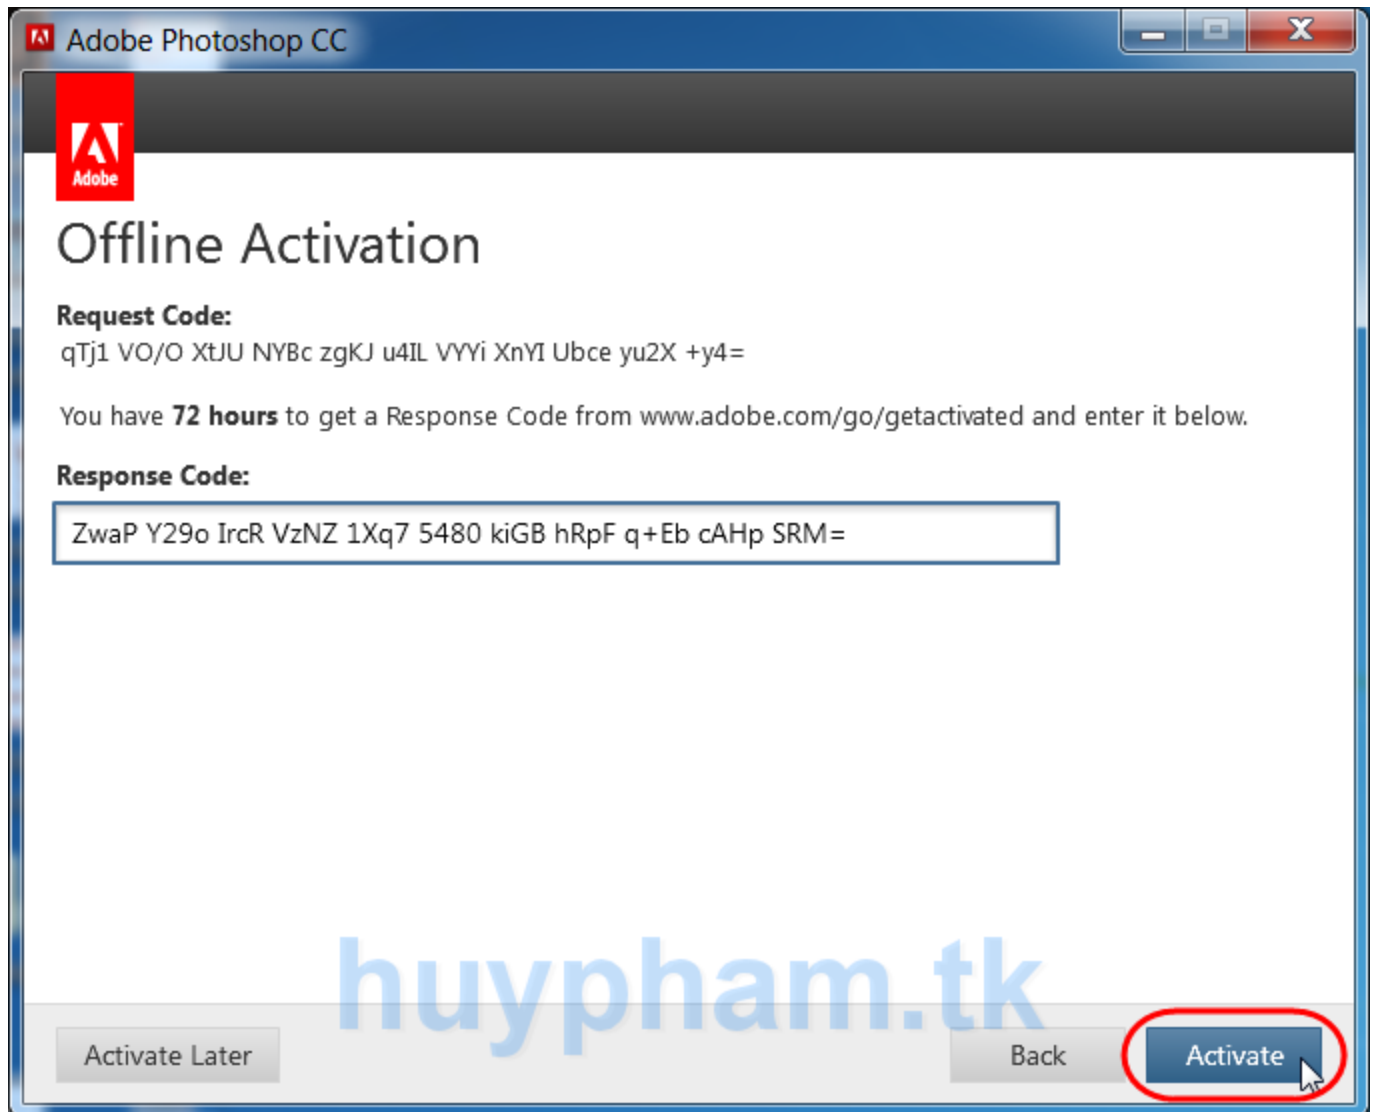 Adobe Photoshop CC
Adobe
Offline Activation
Request Code:
qTj1 VO/O XtJU NYBc zgKJ u4IL VYYi XnYI Ubce yu2X +y4=
You have 72 hours to get a Response Code from www.adobe.com/go/getactivated and enter it below.
Response Code:
ZwaP Y29o IrcR VzNZ 1Xq7 5480 kiGB hRpF q+Eb cAHp SRM=
huypham.tk
Activate Later
Back
Activate